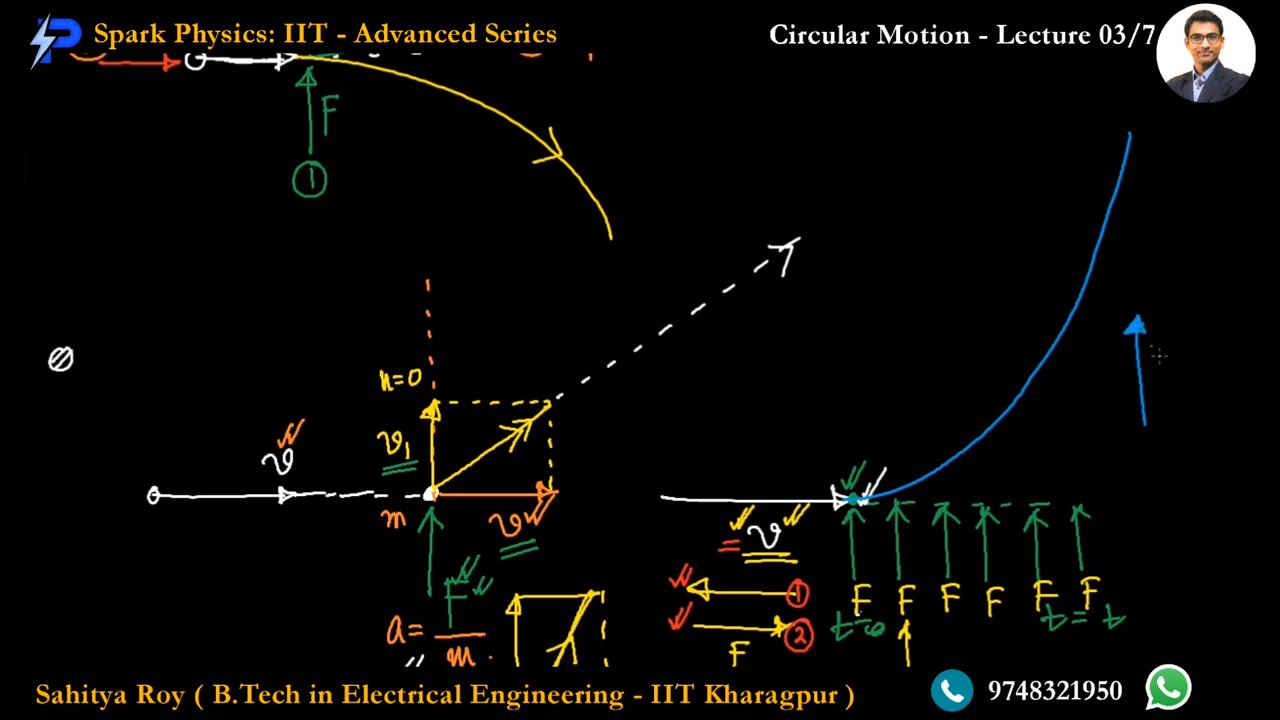 Spark Physics: IIT - Advanced Series
Circular Motion - Lecture 03/7
F
1
u=0
v
v1
m
v
F
a=
m
v
1
2
F
F F F F F F
t=0
t= t
Sahitya Roy ( B.Tech in Electrical Engineering - IIT Kharagpur )
9748321950